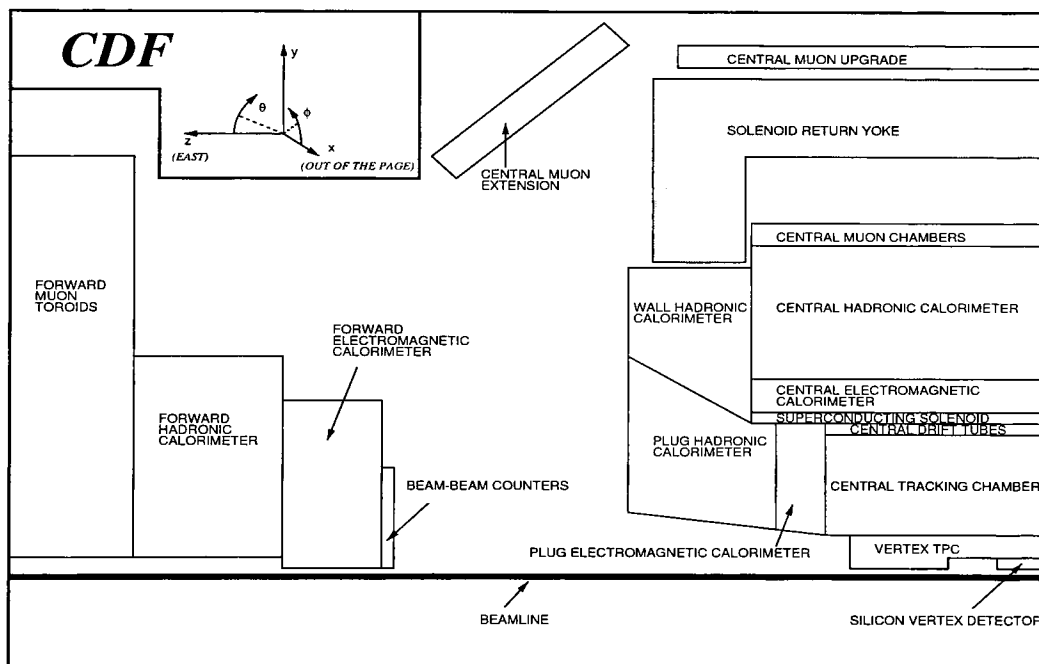 CDF
y
θ
φ
z
x
(EAST)
(OUT OF THE PAGE)
CENTRAL MUON
EXTENSION
CENTRAL MUON UPGRADE
SOLENOID RETURN YOKE
CENTRAL MUON CHAMBERS
FORWARD
MUON
TOROIDS
WALL HADRONIC
CALORIMETER
CENTRAL HADRONIC CALORIMETER
FORWARD
ELECTROMAGNETIC
CALORIMETER
CENTRAL ELECTROMAGNETIC
CALORIMETER
SUPERCONDUCTING SOLENOID
CENTRAL DRIFT TUBES
FORWARD
HADRONIC
CALORIMETER
PLUG HADRONIC
CALORIMETER
BEAM-BEAM COUNTERS
CENTRAL TRACKING CHAMBER
PLUG ELECTROMAGNETIC CALORIMETER
VERTEX TPC
BEAMLINE
SILICON VERTEX DETECTOR